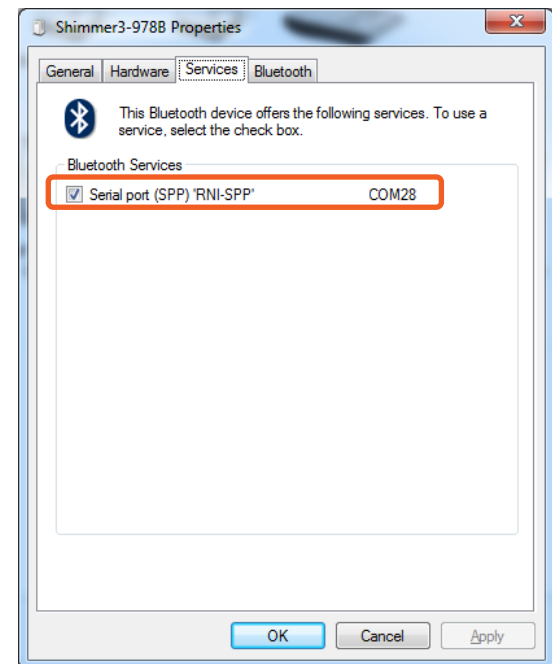 Shimmer3-978B Properties
General Hardware Services Bluetooth
This Bluetooth device offers the following services. To use a
service, select the check box.
Bluetooth Services
Serial port (SPP) 'RNI-SPP' COM28
OK Cancel Apply